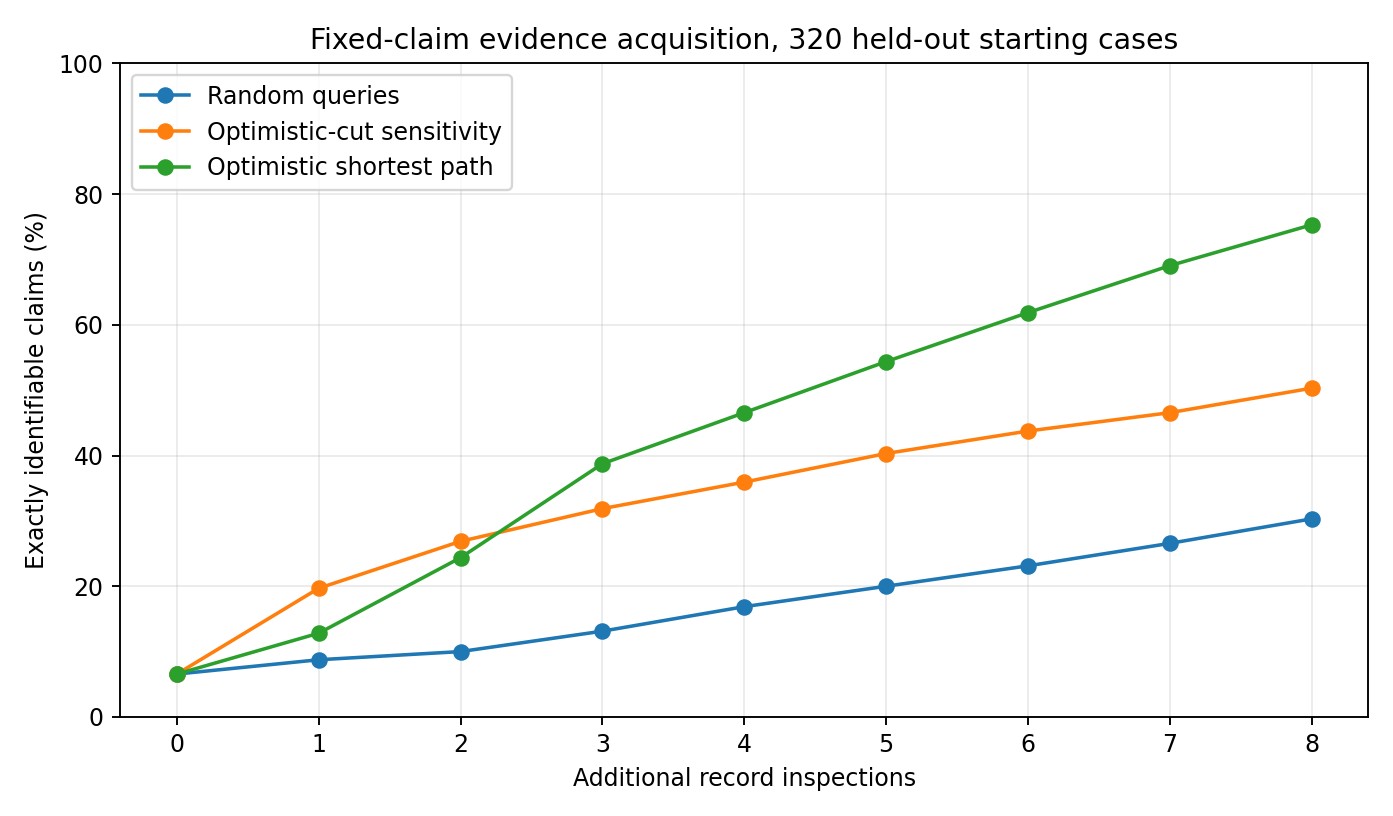 Fixed-claim evidence acquisition, 320 held-out starting cases
Random queries
Optimistic-cut sensitivity
Optimistic shortest path
Exactly identifiable claims (%)
100
80
60
40
20
0
0 1 2 3 4 5 6 7 8
Additional record inspections